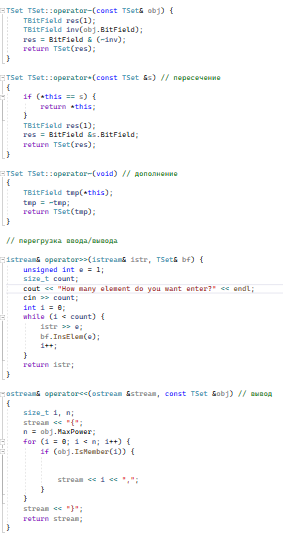 TSet TSet::operator-(const TSet& obj) {
TBitField res(1);
TBitField inv(obj.BitField);
res = BitField & (~inv);
return TSet(res);
}
TSet TSet::operator*(const TSet &s) // пересечение
{
if (*this == s) {
return *this;
}
TBitField res(1);
res = BitField &s.BitField;
return TSet(res);
}
TSet TSet::operator~(void) // дополнение
{
TBitField tmp(*this);
tmp = ~tmp;
return TSet(tmp);
}
// перегрузка ввода/вывода
istream& operator>>(istream& istr, TSet& bf) {
unsigned int e = 1;
size_t count;
cout << "How many element do you want enter?" << endl;
cin >> count;
int i = 0;
while (i < count) {
istr >> e;
bf.InsElem(e);
i++;
}
return istr;
}
ostream& operator<<(ostream &stream, const TSet &obj) // вывод
{
size_t i, n;
stream << "{";
n = obj.MaxPower;
for (i = 0; i < n; i++) {
if (obj.IsMember(i)) {
stream << i << ",";
}
}
stream << "}";
return stream;
}